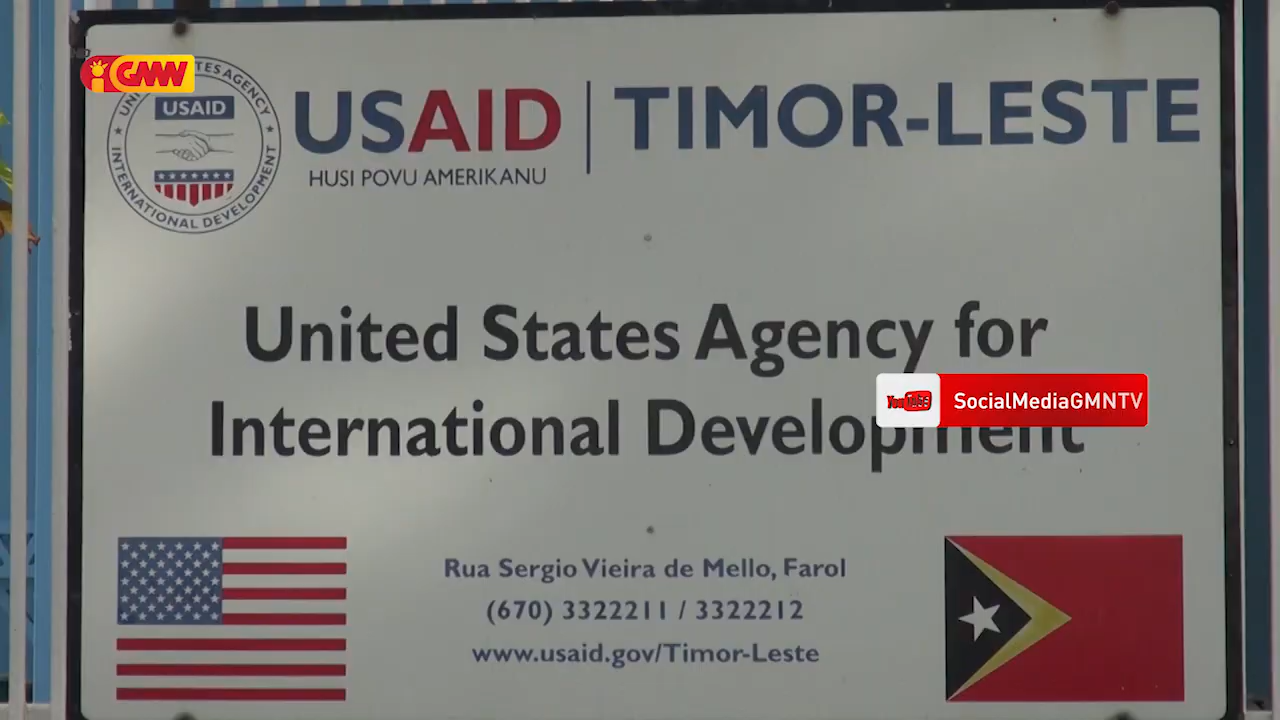 GMN
UNITED STATES AGENCY
INTERNATIONAL DEVELOPMENT
USAID
USAID
HUSI POVU AMERIKANU
TIMOR-LESTE
United States Agency for
International Development
YouTube
SocialMediaGMNTV
Rua Sergio Vieira de Mello, Farol
(670) 3322211 / 3322212
www.usaid.gov/Timor-Leste